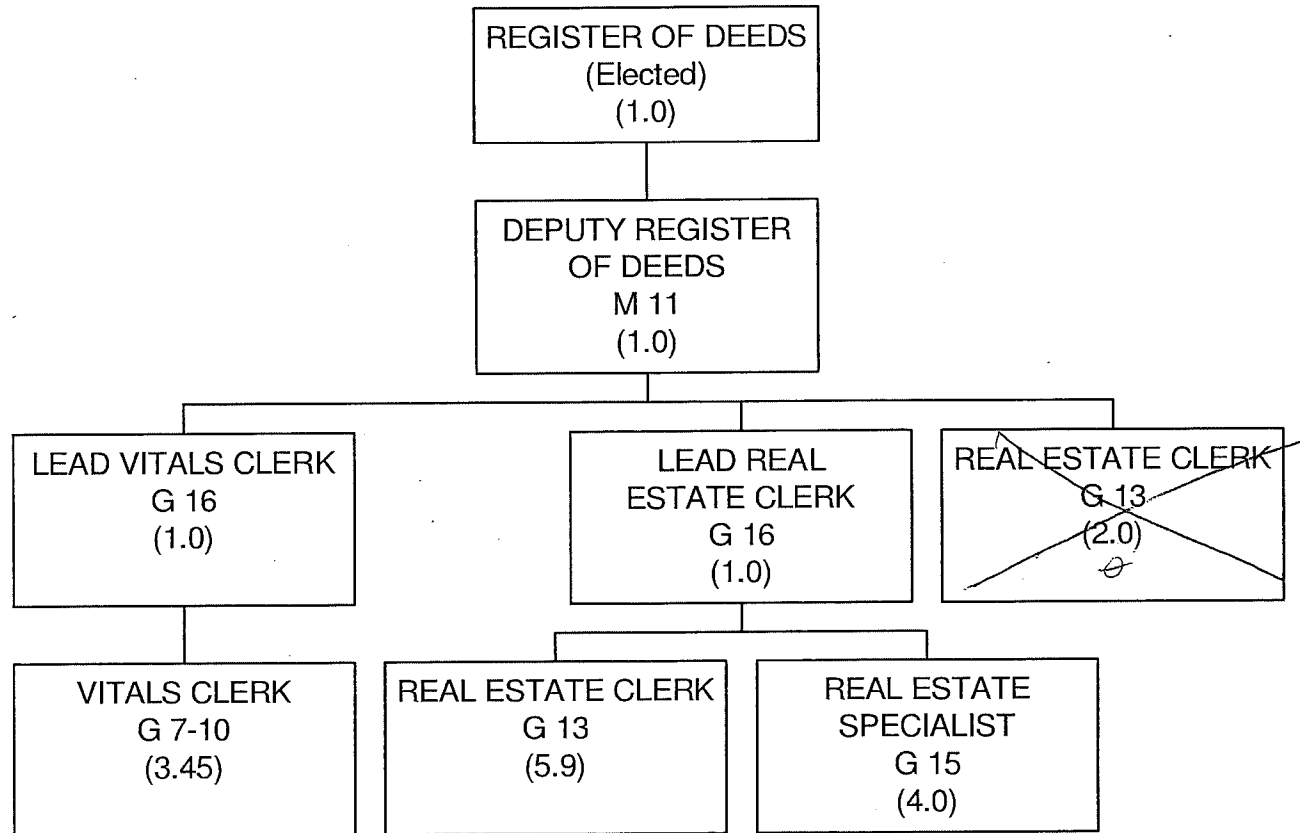 REGISTER OF DEEDS
(Elected)
(1.0)
DEPUTY REGISTER
OF DEEDS
M 11
(1.0)
LEAD VITALS CLERK
G 16
(1.0)
LEAD REAL
ESTATE CLERK
G 16
(1.0)
REAL ESTATE CLERK
G 13
(2.0)
VITALS CLERK
G 7-10
(3.45)
REAL ESTATE CLERK
G 13
(5.9)
REAL ESTATE
SPECIALIST
G 15
(4.0)